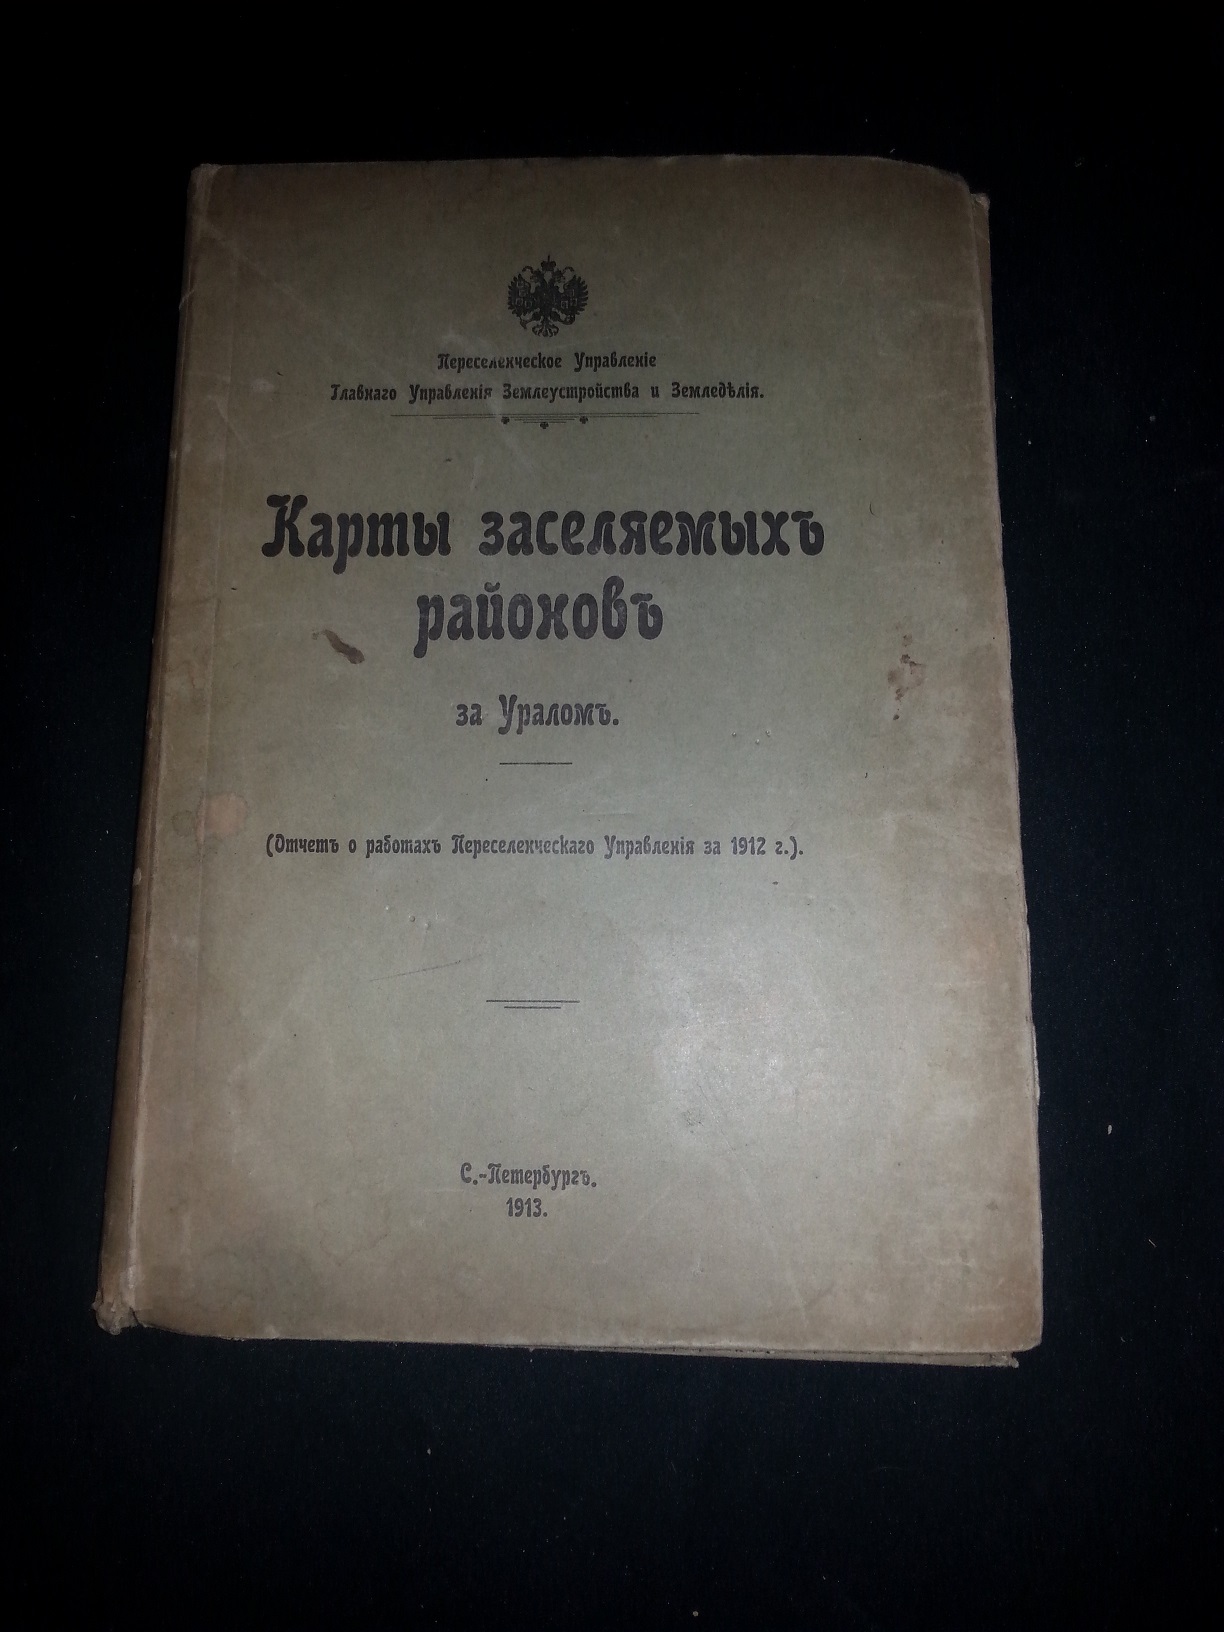 Переселенческое Управленіе
Главнаго Управленія Землеустройства и Земледѣлія.
Карты заселяемыхъ
районовъ
за Ураломъ.
(Отчетъ о работахъ Переселенческаго Управленія за 1912 г.).
С.-Петербургъ.
1913.